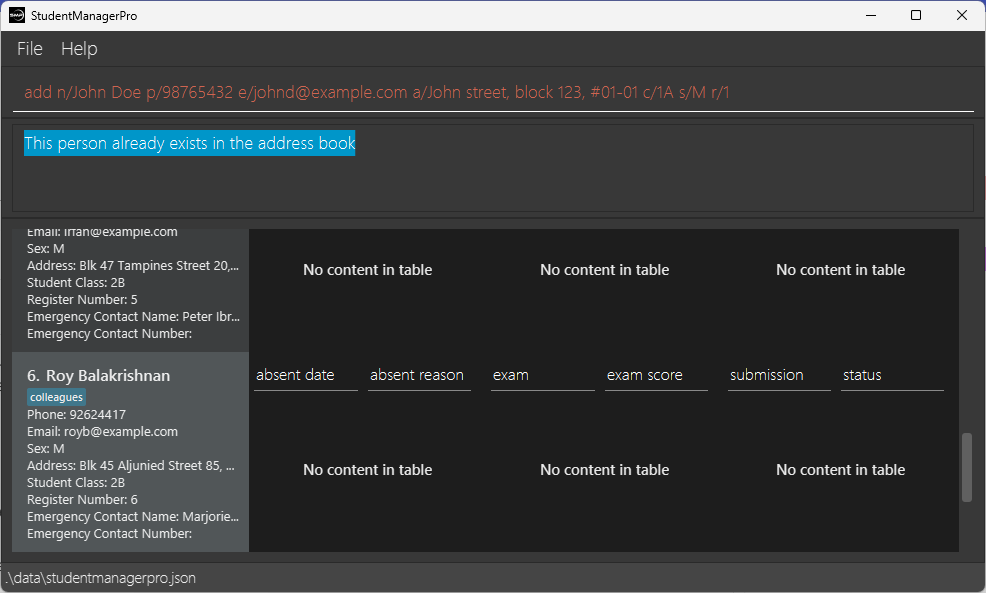 StudentManagerPro
File Help
add n/John Doe p/98765432 e/johnd@example.com a/John street, block 123, #01-01 c/1A s/M r/1
This person already exists in the address book
Email: irfan@example.com
Sex: M
Address: Blk 47 Tampines Street 20,...
Student Class: 2B
Register Number: 5
Emergency Contact Name: Peter Ibr...
Emergency Contact Number:
No content in table No content in table No content in table
6. Roy Balakrishnan
colleagues
Phone: 92624417
Email: royb@example.com
Sex: M
Address: Blk 45 Aljunied Street 85, ...
Student Class: 2B
Register Number: 6
Emergency Contact Name: Marjorie...
Emergency Contact Number:
absent date absent reason exam exam score submission status
No content in table No content in table No content in table
.\data\studentmanagerpro.json